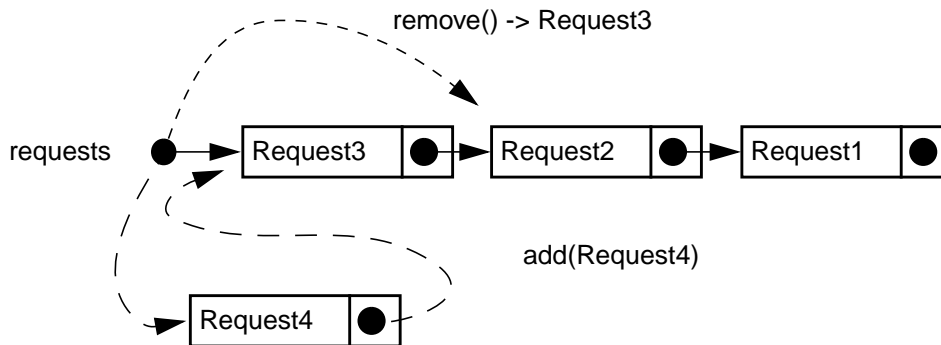 remove() -> Request3
requests
Request3
Request2
Request1
add(Request4)
Request4